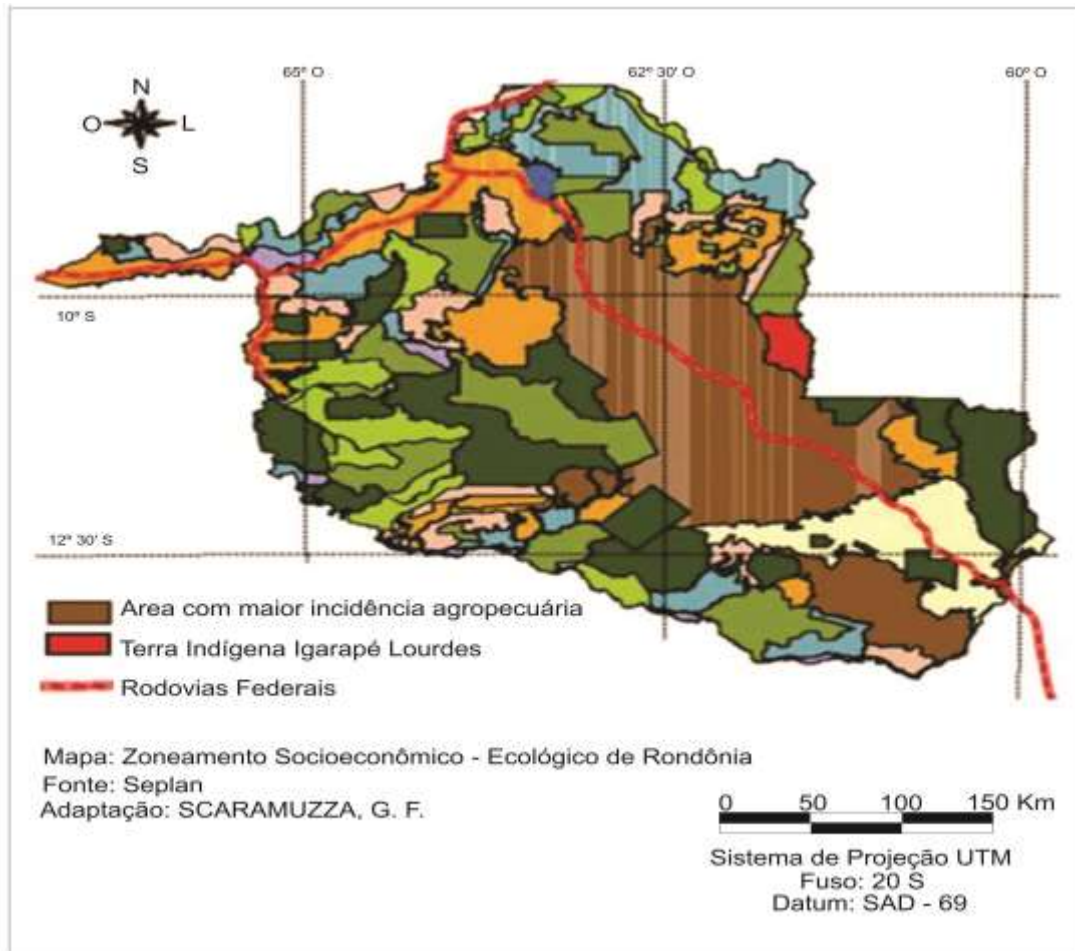 65º O
62º 30' O
60º O
N
O
L
S
10º S
12º 30' S
Area com maior incidência agropecuária
Terra Indígena Igarapé Lourdes
Rodovias Federais
Mapa: Zoneamento Socioeconômico - Ecológico de Rondônia
Fonte: Seplan
Adaptação: SCARAMUZZA, G. F.
0 50 100 150 Km
Sistema de Projeção UTM
Fuso: 20 S
Datum: SAD - 69